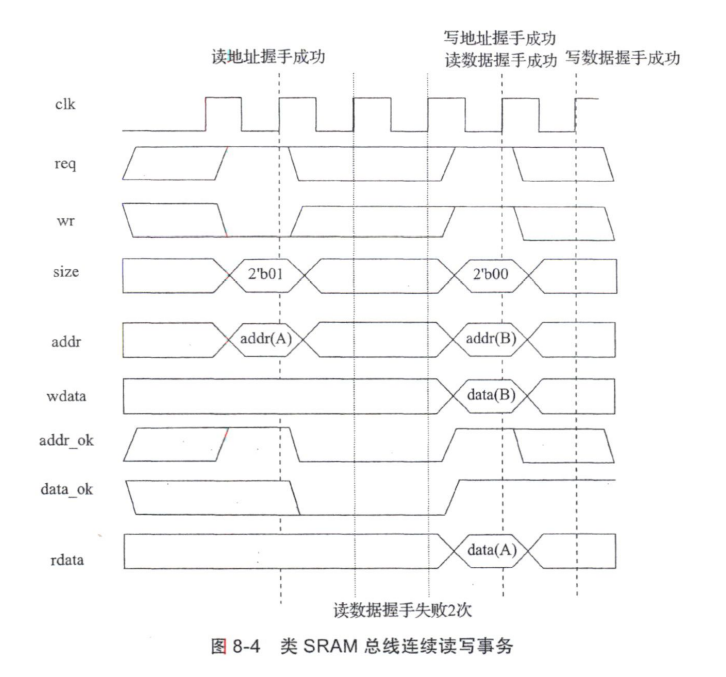 写地址握手成功
读地址握手成功
读数据握手成功 写数据握手成功
clk
req
wr
size
2'b01
2'b00
addr
addr(A)
addr(B)
wdata
data(B)
addr_ok
data_ok
rdata
data(A)
读数据握手失败2次
图 8-4 类 SRAM 总线连续读写事务